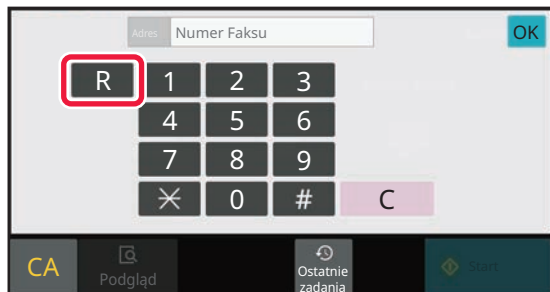 Adres Numer Faksu OK
R 1 2 3
4 5 6
7 8 9
* 0 # C
CA Podgląd Ostatnie zadania Start